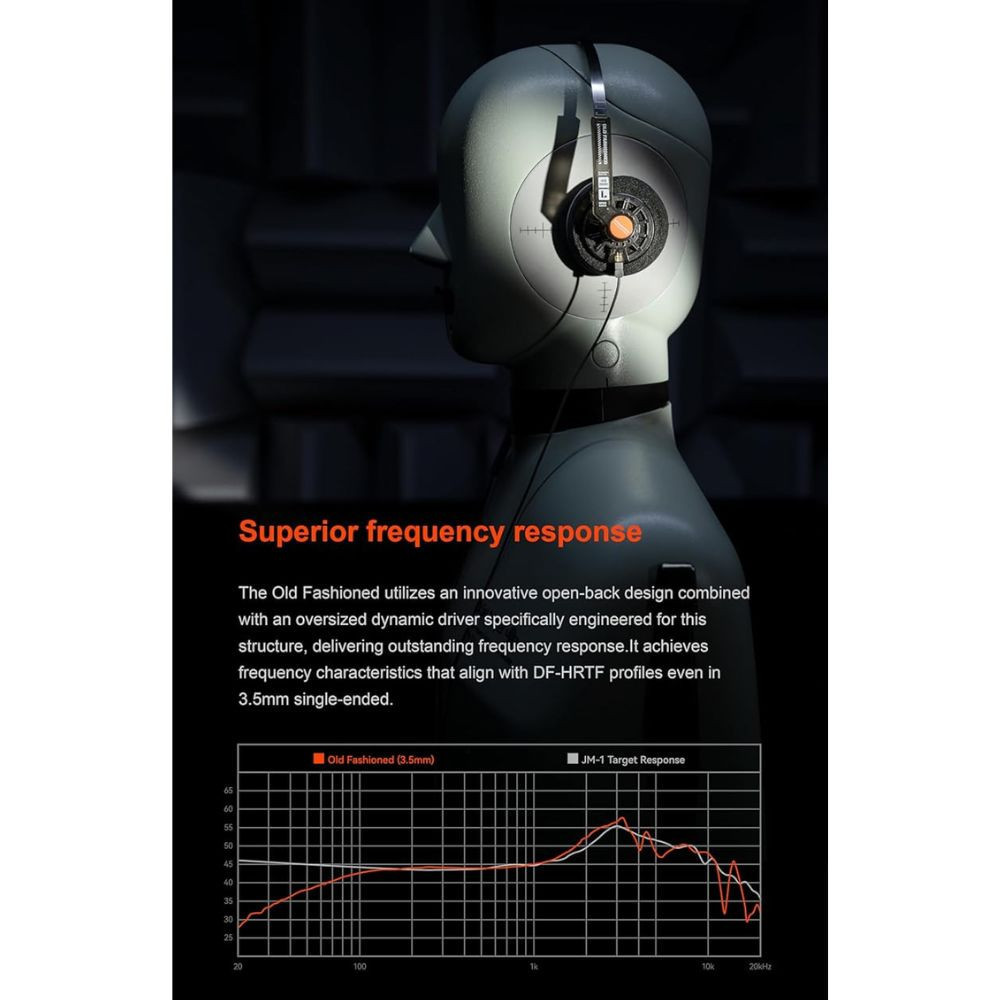 OLD FASHIONED
Superior frequency response
The Old Fashioned utilizes an innovative open-back design combined
with an oversized dynamic driver specifically engineered for this
structure, delivering outstanding frequency response.It achieves
frequency characteristics that align with DF-HRTF profiles even in
3.5mm single-ended.
Old Fashioned (3.5mm) JM-1 Target Response
65
60
55
50
45
40
35
30
25
20 100 1k 10k 20kHz